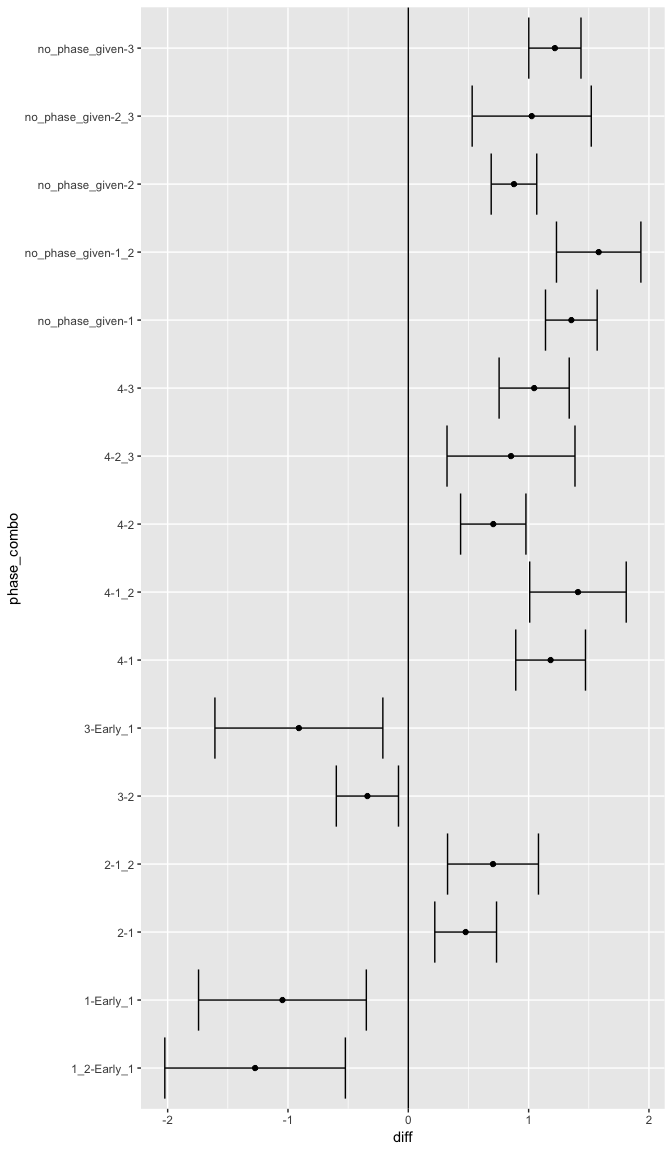 no_phase_given-3
no_phase_given-2_3
no_phase_given-2
no_phase_given-1_2
no_phase_given-1
4-3
4-2_3
4-2
4-1_2
4-1
3-Early_1
3-2
2-1_2
2-1
1-Early_1
1_2-Early_1
phase_combo
-2 -1 0 1 2
diff